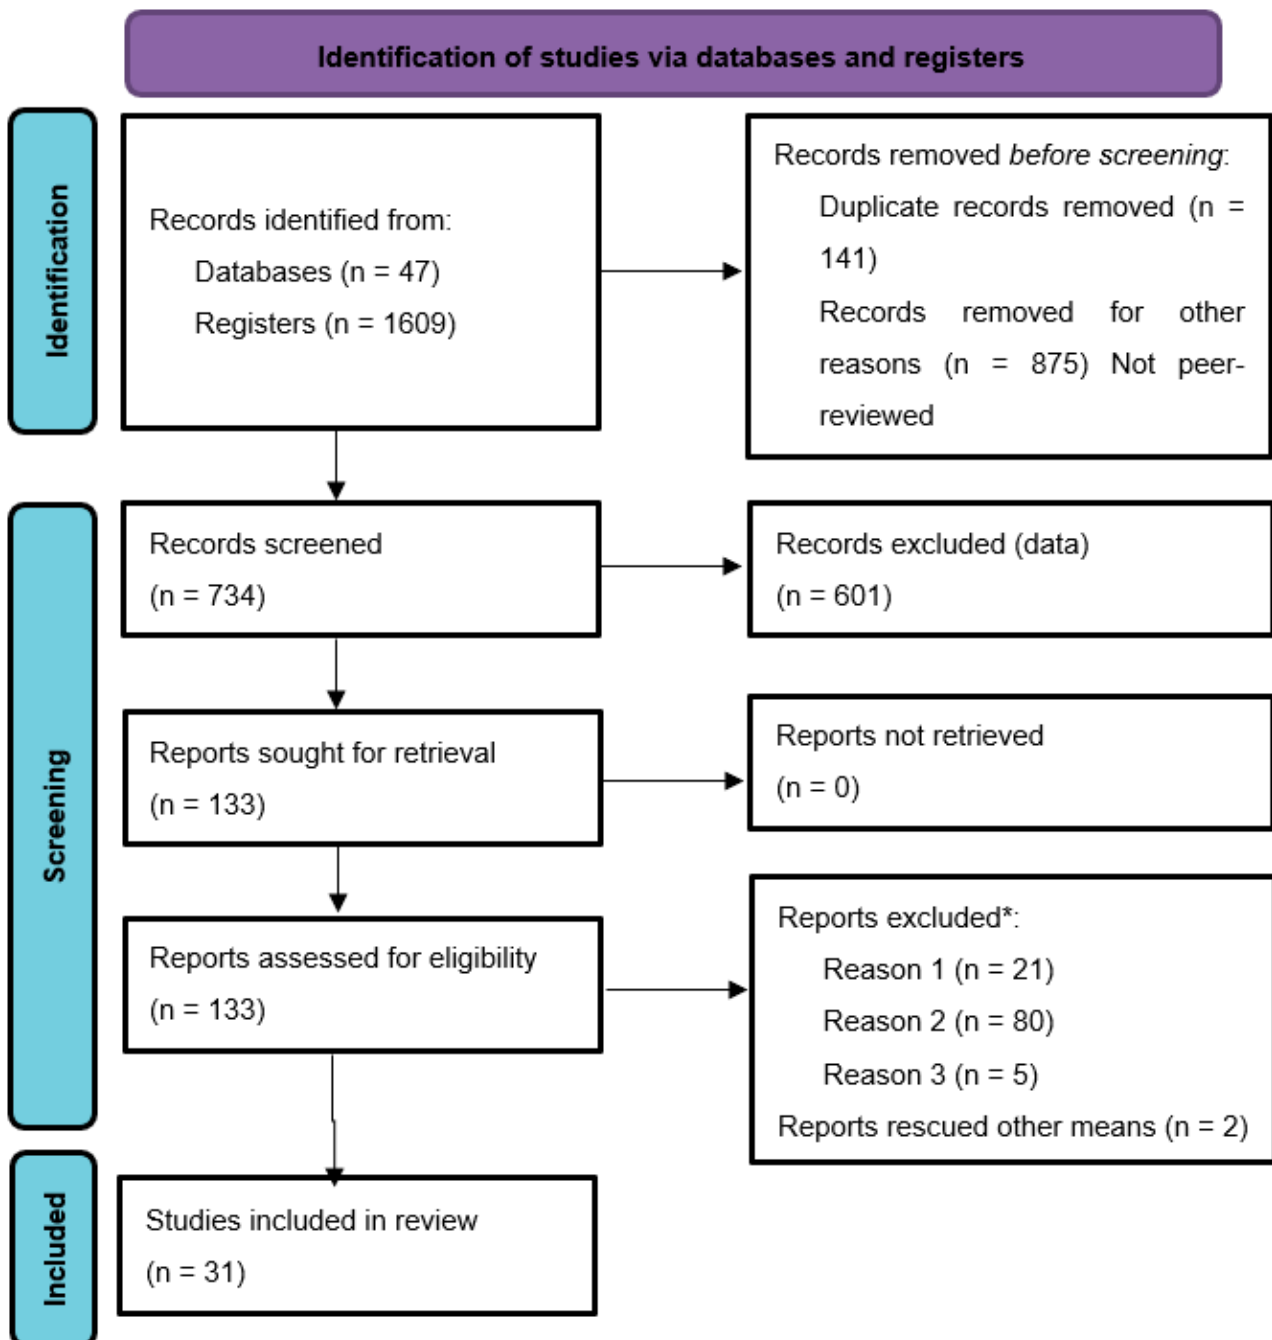 Identification of studies via databases and registers
Identification
Records identified from:
Databases (n = 47)
Registers (n = 1609)
Records removed before screening:
Duplicate records removed (n =
141)
Records removed for other
reasons (n = 875) Not peer-
reviewed
Screening
Records screened
(n = 734)
Records excluded (data)
(n = 601)
Reports sought for retrieval
(n = 133)
Reports not retrieved
(n = 0)
Reports assessed for eligibility
(n = 133)
Reports excluded*:
Reason 1 (n = 21)
Reason 2 (n = 80)
Reason 3 (n = 5)
Reports rescued other means (n = 2)
Included
Studies included in review
(n = 31)